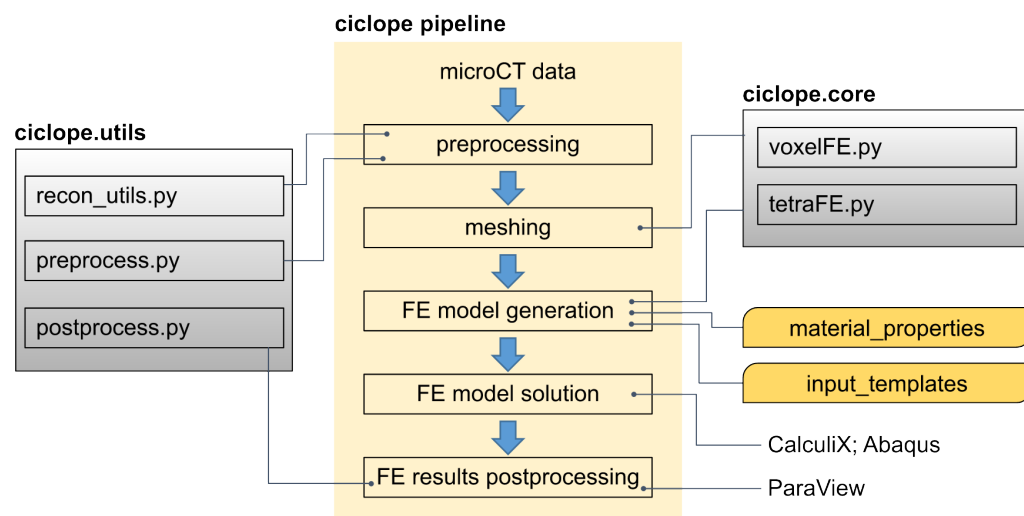 ciclope pipeline
microCT data
preprocessing
meshing
FE model generation
FE model solution
FE results postprocessing
ciclope.utils
recon_utils.py
preprocess.py
postprocess.py
ciclope.core
voxelFE.py
tetraFE.py
material_properties
input_templates
CalculiX; Abaqus
ParaView